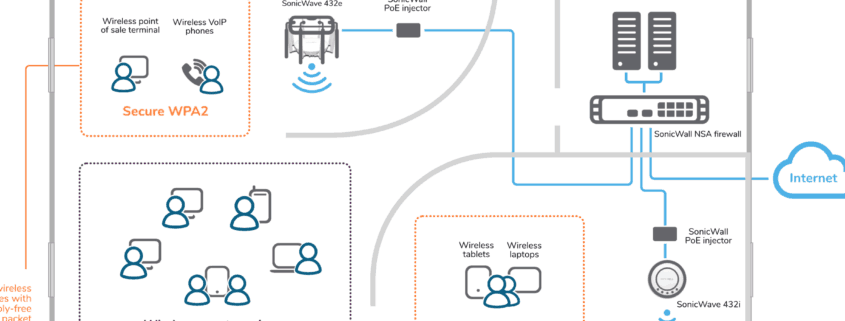 SonicWave 432e
SonicWall
PoE injector
Wireless point
of sale terminal
Wireless VoIP
phones
Secure WPA2
SonicWall NSA firewall
Internet
SonicWall
PoE injector
Wireless
tablets
Wireless
laptops
SonicWave 432i
wireless
es with
ly-free
packet